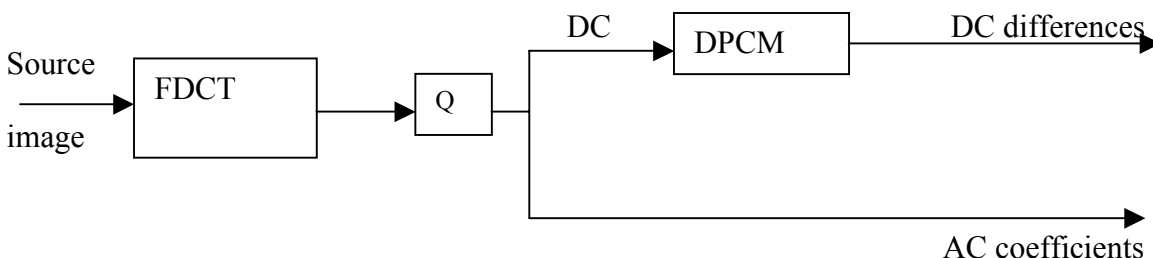 Source
image
FDCT
Q
DC
DPCM
DC differences
AC coefficients